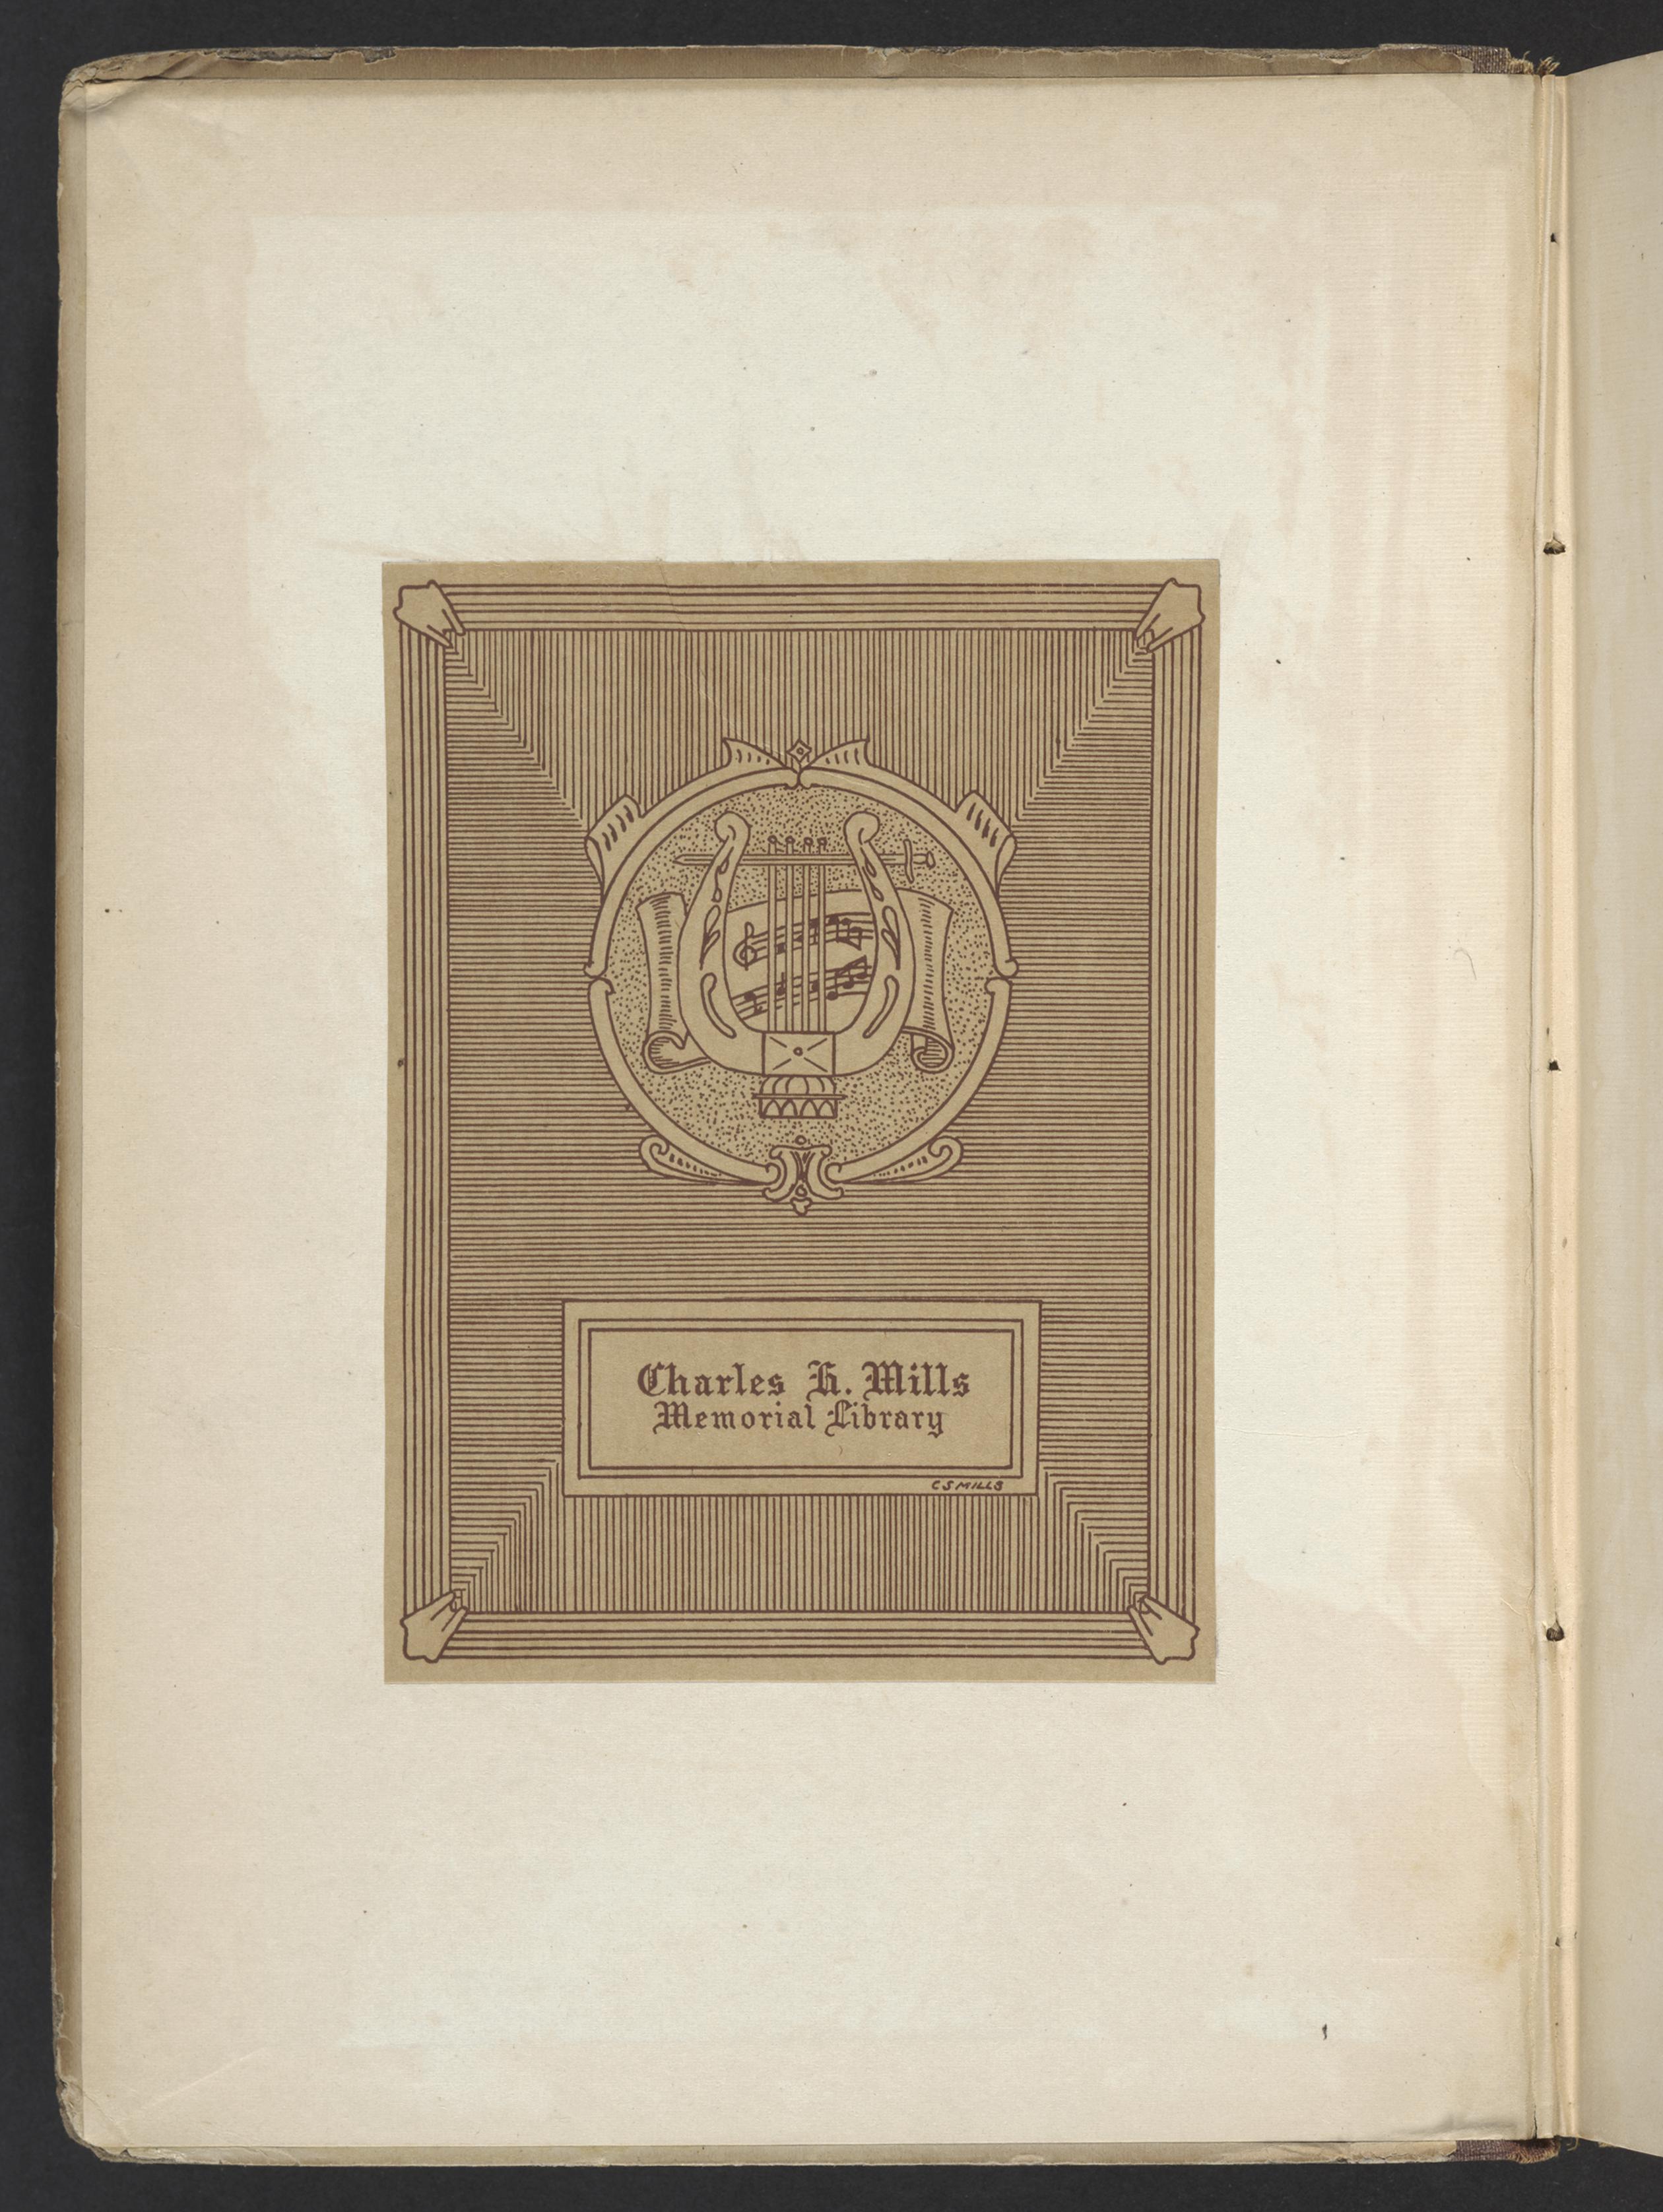 Charles H. Mills
Memorial Library
C S MILLS